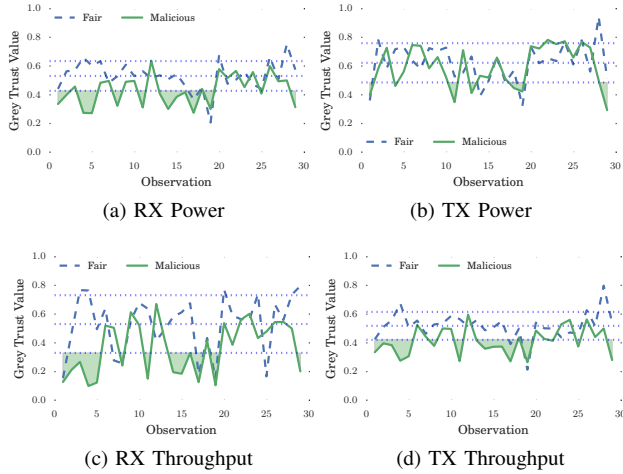 Fair Malicious
Grey Trust Value
1.0
0.8
0.6
0.4
0.2
0.0
0 5 10 15 20 25 30
Observation
(a) RX Power
Grey Trust Value
1.0
0.8
0.6
0.4
0.2
0.0
Fair Malicious
0 5 10 15 20 25 30
Observation
(b) TX Power
Grey Trust Value
1.0
Fair Malicious
0.8
0.6
0.4
0.2
0.0
0 5 10 15 20 25 30
Observation
(c) RX Throughput
Grey Trust Value
1.0
Fair Malicious
0.8
0.6
0.4
0.2
0.0
0 5 10 15 20 25 30
Observation
(d) TX Throughput